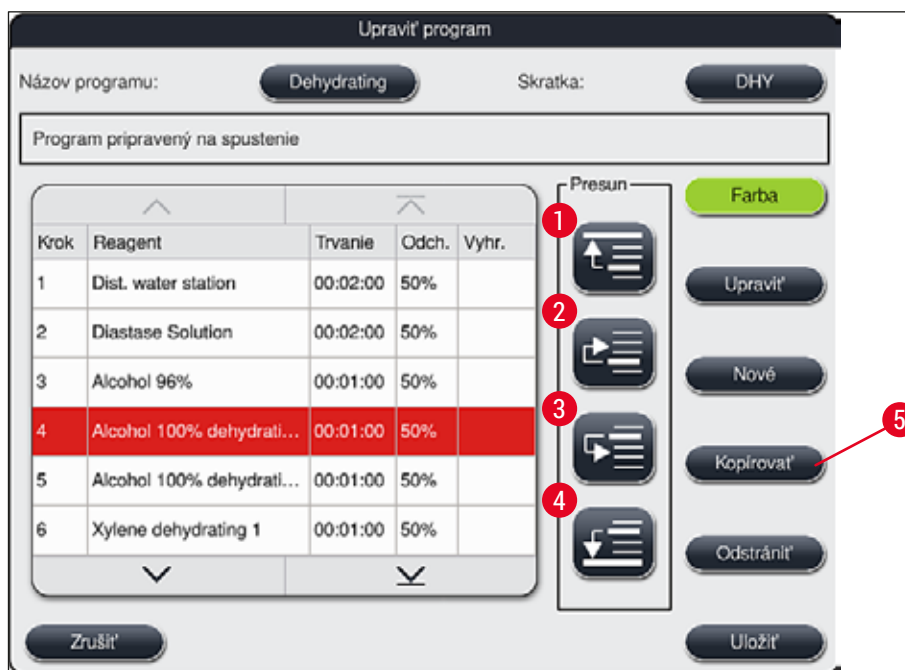 Upraviť program
Názov programu: Dehydrating Skratka: DHY
Program pripravený na spustenie
Presun Farba
1
Krok Reagent Trvanie Odch. Vyhr.
1 Dist. water station 00:02:00 50% Upraviť
2
2 Diastase Solution 00:02:00 50%
3 Alcohol 96% 00:01:00 50% Nové
3
4 Alcohol 100% dehydrati... 00:01:00 50% 5
5 Alcohol 100% dehydrati... 00:01:00 50% Kopírovať
4
6 Xylene dehydrating 1 00:01:00 50% Odstrániť
Zrušiť Uložiť